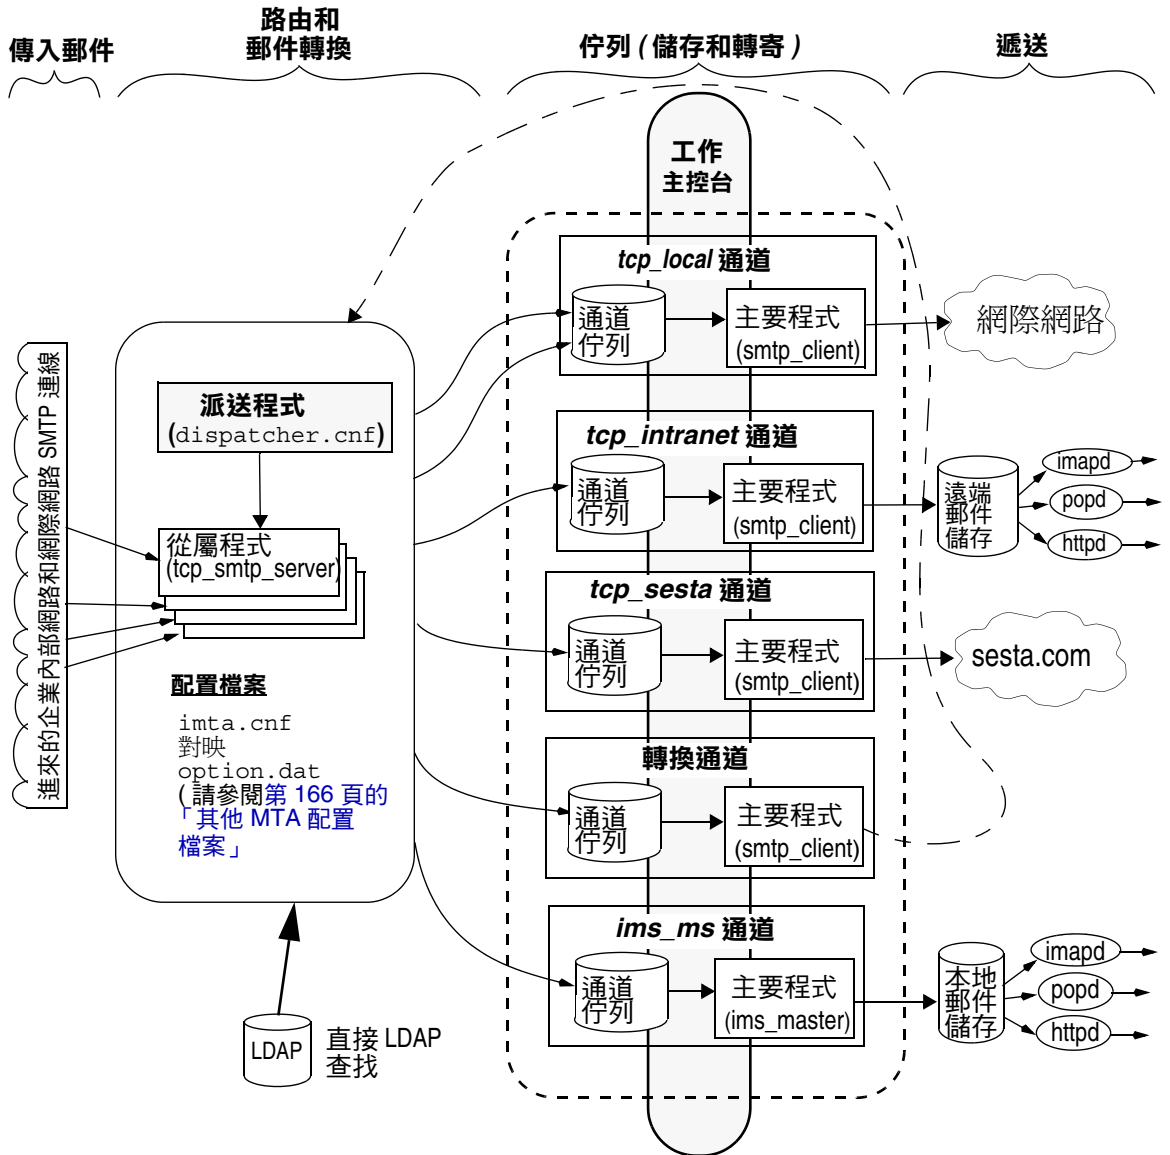 傳入郵件
路由和
郵件轉換
佇列 ( 儲存和轉寄 )
遞送
工作
主控台
進來的企業內部網路和網際網路 SMTP 連線
派送程式
(dispatcher.cnf)
從屬程式
(tcp_smtp_server)
配置檔案
imta.cnf
對映
option.dat
( 請參閱第 166 頁的
「其他 MTA 配置
檔案」
LDAP
直接 LDAP
查找
tcp_local 通道
通道
佇列
主要程式
(smtp_client)
網際網路
tcp_intranet 通道
通道
佇列
主要程式
(smtp_client)
遠端
郵件
儲存
imapd
popd
httpd
tcp_sesta 通道
通道
佇列
主要程式
(smtp_client)
sesta.com
轉換通道
通道
佇列
主要程式
(smtp_client)
ims_ms 通道
通道
佇列
主要程式
(ims_master)
本地
郵件
儲存
imapd
popd
httpd